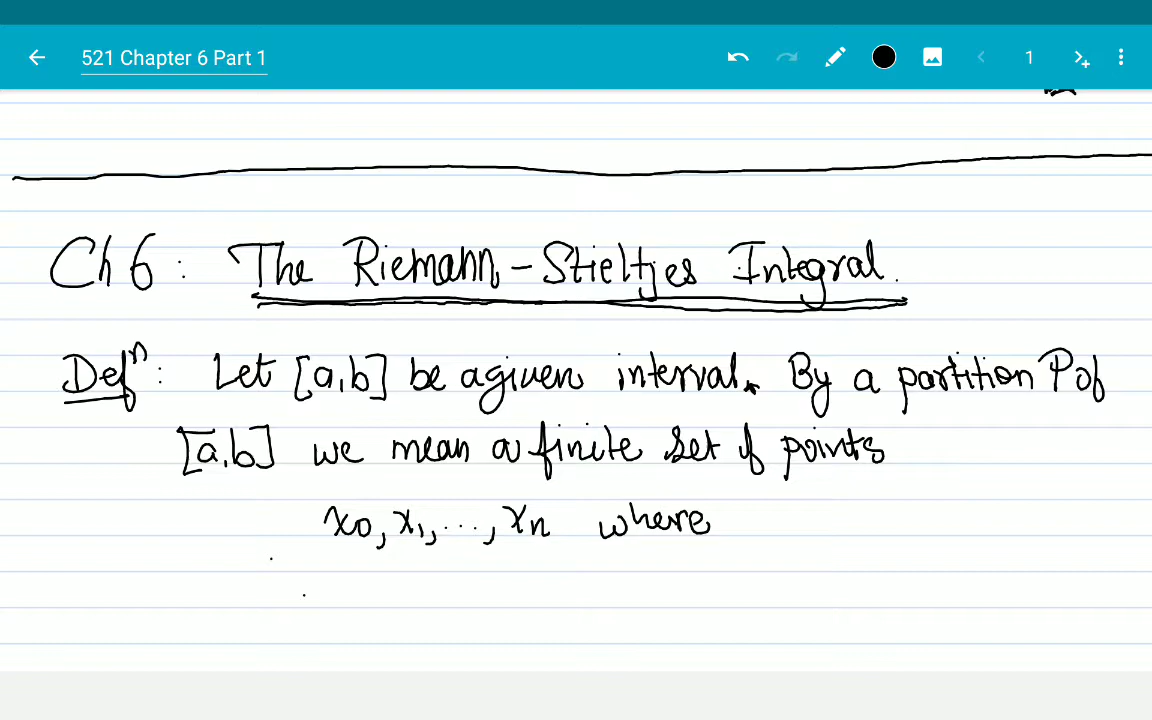 521 Chapter 6 Part 1
1
Ch 6: The Riemann-Stieltjes Integral.
Defⁿ: Let [a,b] be a given interval. By a partition P of
[a,b] we mean a finite set of points
x₀, x₁, ..., xₙ where